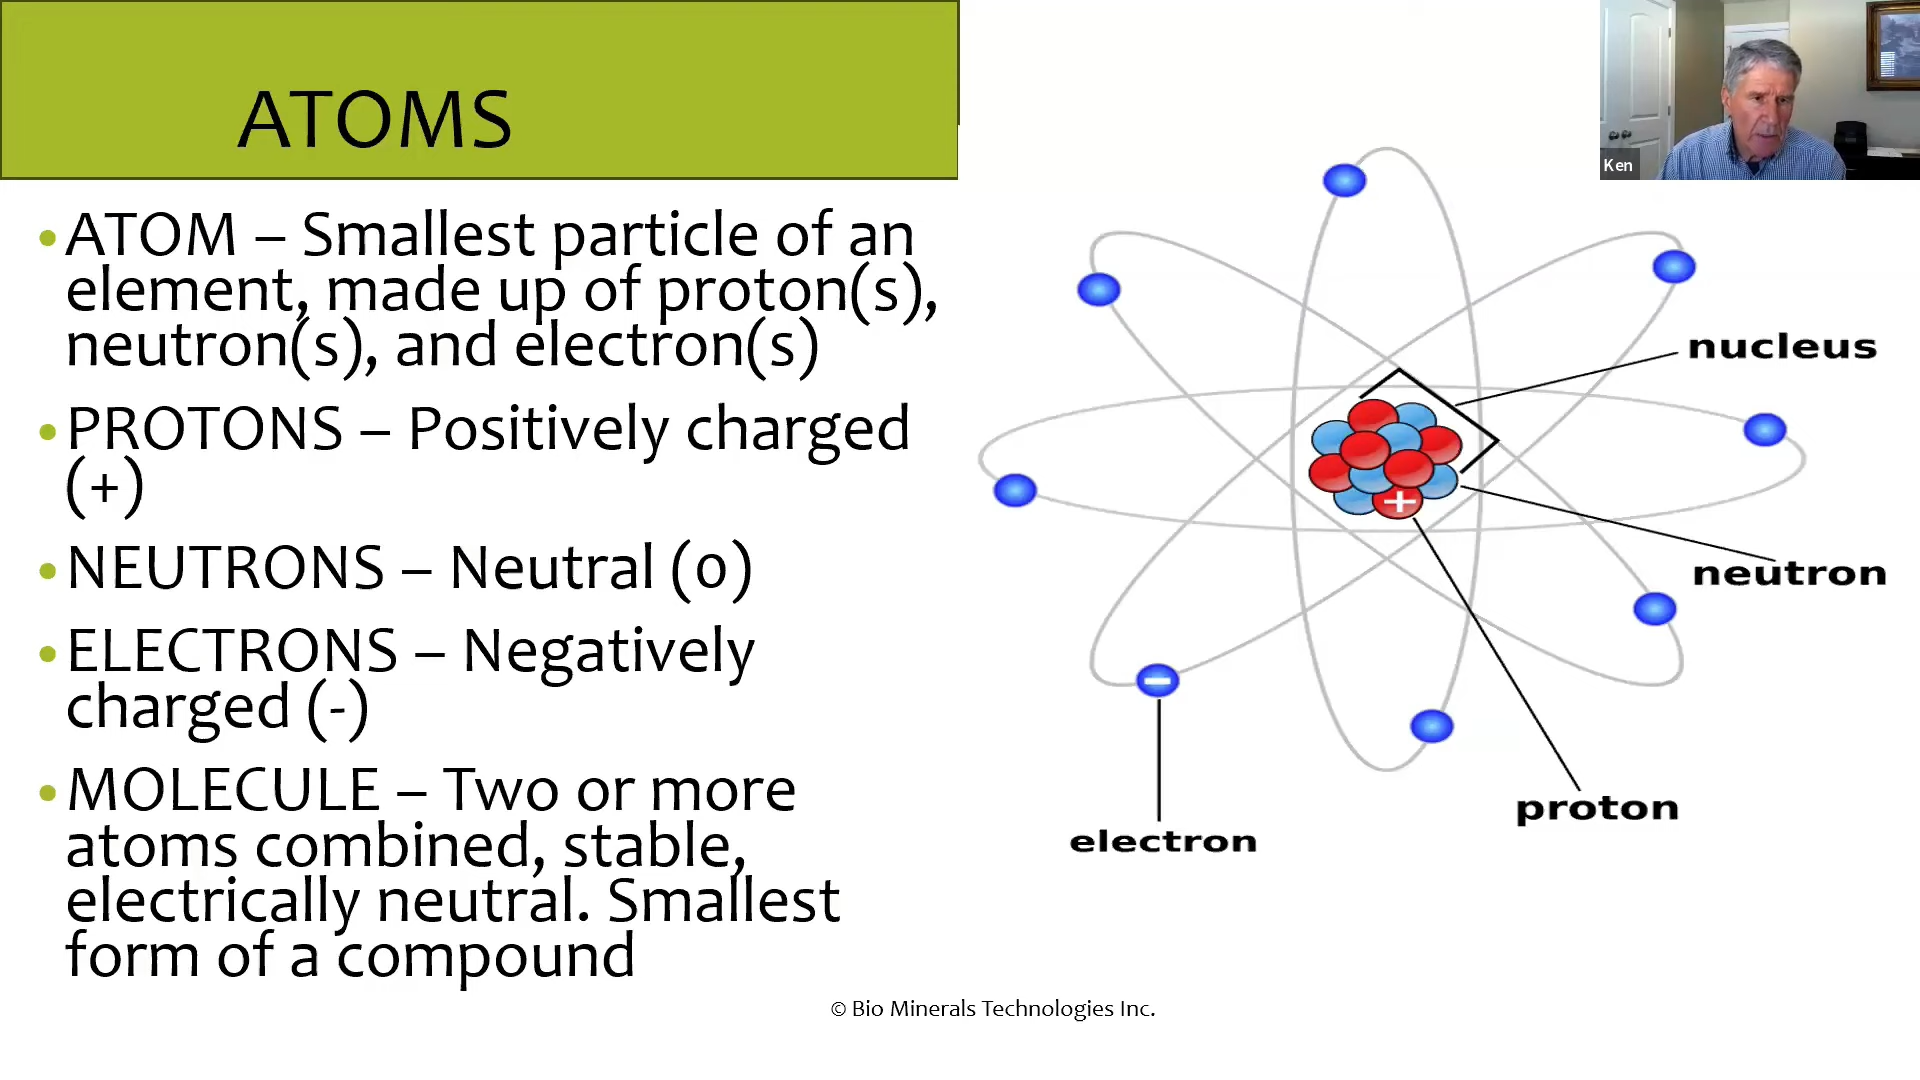 ATOMS
•ATOM – Smallest particle of an
element, made up of proton(s),
neutron(s), and electron(s)
•PROTONS – Positively charged
(+)
•NEUTRONS – Neutral (0)
•ELECTRONS – Negatively
charged (-)
•MOLECULE – Two or more
atoms combined, stable,
electrically neutral. Smallest
form of a compound
Ken
nucleus
+
neutron
−
proton
electron
© Bio Minerals Technologies Inc.